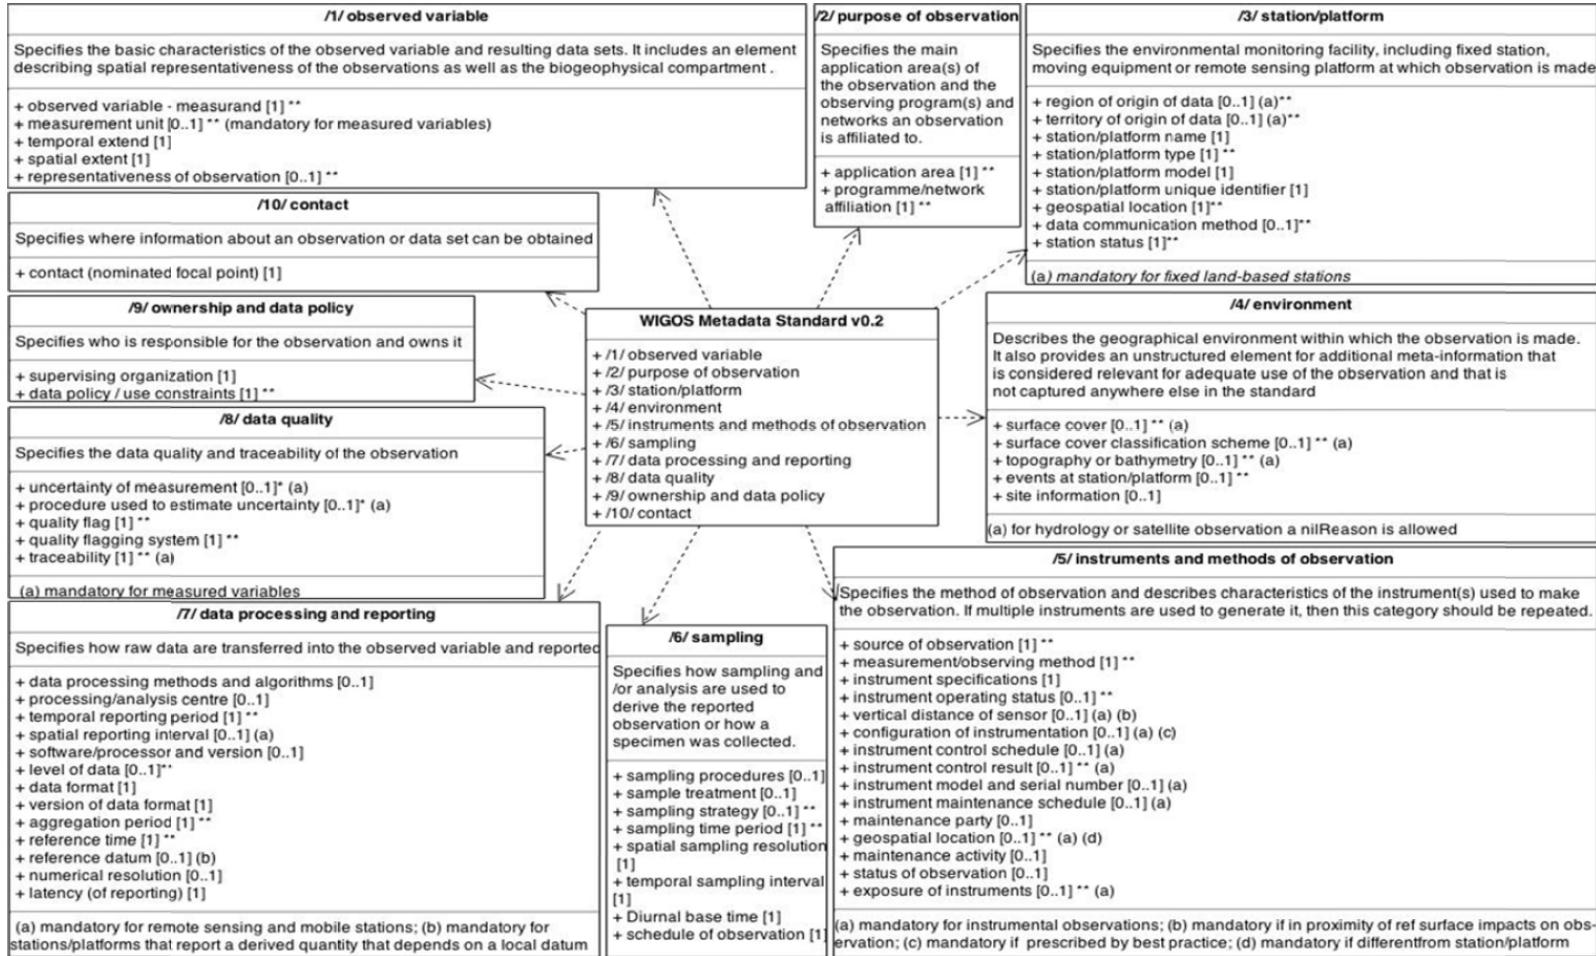 /1/ observed variable
Specifies the basic characteristics of the observed variable and resulting data sets. It includes an element
describing spatial representativeness of the observations as well as the biogeophysical compartment .
+ observed variable - measurand [1] **
+ measurement unit [0..1] ** (mandatory for measured variables)
+ temporal extend [1]
+ spatial extent [1]
+ representativeness of observation [0..1] **
/2/ purpose of observation
Specifies the main
application area(s) of
the observation and the
observing program(s) and
networks an observation
is affiliated to.
+ application area [1] **
+ programme/network
affiliation [1] **
/3/ station/platform
Specifies the environmental monitoring facility, including fixed station,
moving equipment or remote sensing platform at which observation is made
+ region of origin of data [0..1] (a)**
+ territory of origin of data [0..1] (a)**
+ station/platform name [1]
+ station/platform type [1] **
+ station/platform model [1]
+ station/platform unique identifier [1]
+ geospatial location [1]**
+ data communication method [0..1]**
+ station status [1]**
(a) mandatory for fixed land-based stations
/10/ contact
Specifies where information about an observation or data set can be obtained
+ contact (nominated focal point) [1]
/9/ ownership and data policy
Specifies who is responsible for the observation and owns it
+ supervising organization [1]
+ data policy / use constraints [1] **
WIGOS Metadata Standard v0.2
+ /1/ observed variable
+ /2/ purpose of observation
+ /3/ station/platform
+ /4/ environment
+ /5/ instruments and methods of observation
+ /6/ sampling
+ /7/ data processing and reporting
+ /8/ data quality
+ /9/ ownership and data policy
+ /10/ contact
/4/ environment
Describes the geographical environment within which the observation is made.
It also provides an unstructured element for additional meta-information that
is considered relevant for adequate use of the observation and that is
not captured anywhere else in the standard
+ surface cover [0..1] ** (a)
+ surface cover classification scheme [0..1] ** (a)
+ topography or bathymetry [0..1] ** (a)
+ events at station/platform [0..1] **
+ site information [0..1]
(a) for hydrology or satellite observation a nilReason is allowed
/8/ data quality
Specifies the data quality and traceability of the observation
+ uncertainty of measurement [0..1]* (a)
+ procedure used to estimate uncertainty [0..1]* (a)
+ quality flag [1] **
+ quality flagging system [1] **
+ traceability [1] ** (a)
(a) mandatory for measured variables
/7/ data processing and reporting
Specifies how raw data are transferred into the observed variable and reported
+ data processing methods and algorithms [0..1]
+ processing/analysis centre [0..1]
+ temporal reporting period [1] **
+ spatial reporting interval [0..1] (a)
+ software/processor and version [0..1]
+ level of data [0..1]**
+ data format [1]
+ version of data format [1]
+ aggregation period [1] **
+ reference time [1] **
+ reference datum [0..1] (b)
+ numerical resolution [0..1]
+ latency (of reporting) [1]
(a) mandatory for remote sensing and mobile stations; (b) mandatory for
stations/platforms that report a derived quantity that depends on a local datum
/6/ sampling
Specifies how sampling and
/or analysis are used to
derive the reported
observation or how a
specimen was collected.
+ sampling procedures [0..1]
+ sample treatment [0..1]
+ sampling strategy [0..1] **
+ sampling time period [1] **
+ spatial sampling resolution
[1]
+ temporal sampling interval
[1]
+ Diurnal base time [1]
+ schedule of observation [1]
/5/ instruments and methods of observation
Specifies the method of observation and describes characteristics of the instrument(s) used to make
the observation. If multiple instruments are used to generate it, then this category should be repeated.
+ source of observation [1] **
+ measurement/observing method [1] **
+ instrument specifications [1]
+ instrument operating status [0..1] **
+ vertical distance of sensor [0..1] (a) (b)
+ configuration of instrumentation [0..1] (a) (c)
+ instrument control schedule [0..1] (a)
+ instrument control result [0..1] ** (a)
+ instrument model and serial number [0..1] (a)
+ instrument maintenance schedule [0..1] (a)
+ maintenance party [0..1]
+ geospatial location [0..1] ** (a) (d)
+ maintenance activity [0..1]
+ status of observation [0..1]
+ exposure of instruments [0..1] ** (a)
(a) mandatory for instrumental observations; (b) mandatory if in proximity of ref surface impacts on obs-
ervation; (c) mandatory if prescribed by best practice; (d) mandatory if differentfrom station/platform